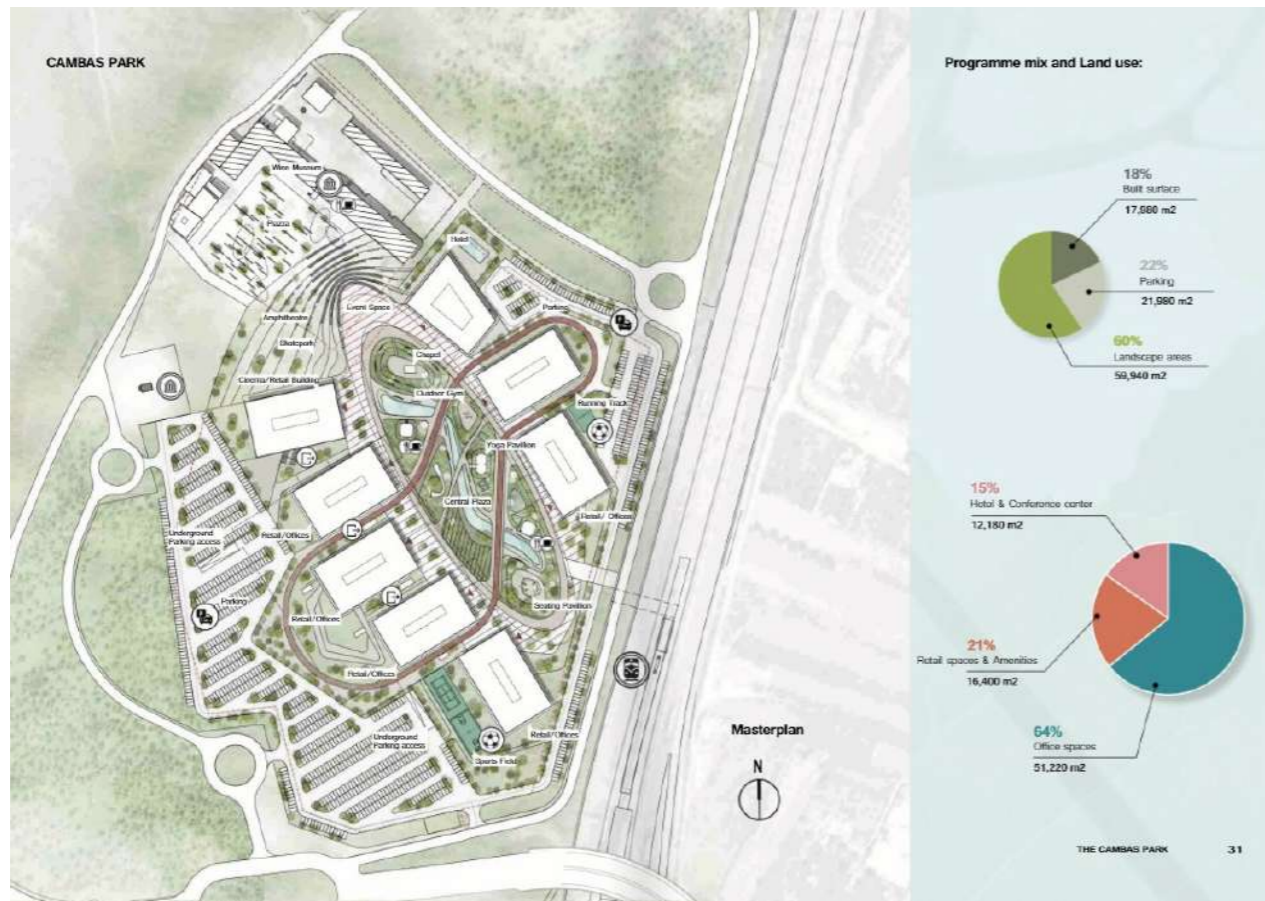 CAMBAS PARK
Wine Museum
Piazza
Hotel
Event Space
Parking
Amphitheatre
Skatepark
Chapel
Cinema/Retail Building
Outdoor Gym
Running Track
Yoga Pavilion
Central Plaza
Retail/ Offices
Underground
Parking access
Retail/Offices
Parking
Seating Pavilion
Retail/Offices
Retail/Offices
Underground
Parking access
Retail/Offices
Sports Field
Masterplan
N
Programme mix and Land use:
18%
Built surface
17,980 m2
22%
Parking
21,980 m2
60%
Landscape areas
59,940 m2
15%
Hotel & Conference center
12,180 m2
21%
Retail spaces & Amenities
16,400 m2
64%
Office spaces
51,220 m2
THE CAMBAS PARK 31